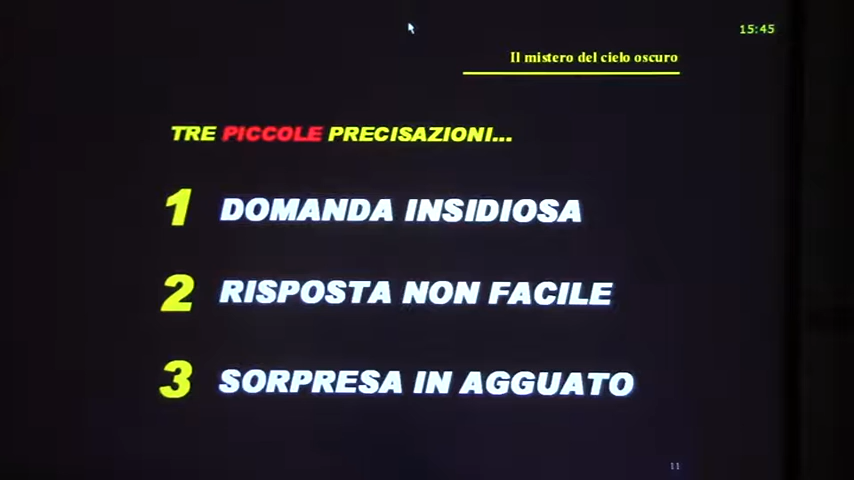 15:45
Il mistero del cielo oscuro
TRE PICCOLE PRECISAZIONI...
1 DOMANDA INSIDIOSA
2 RISPOSTA NON FACILE
3 SORPRESA IN AGGUATO
11